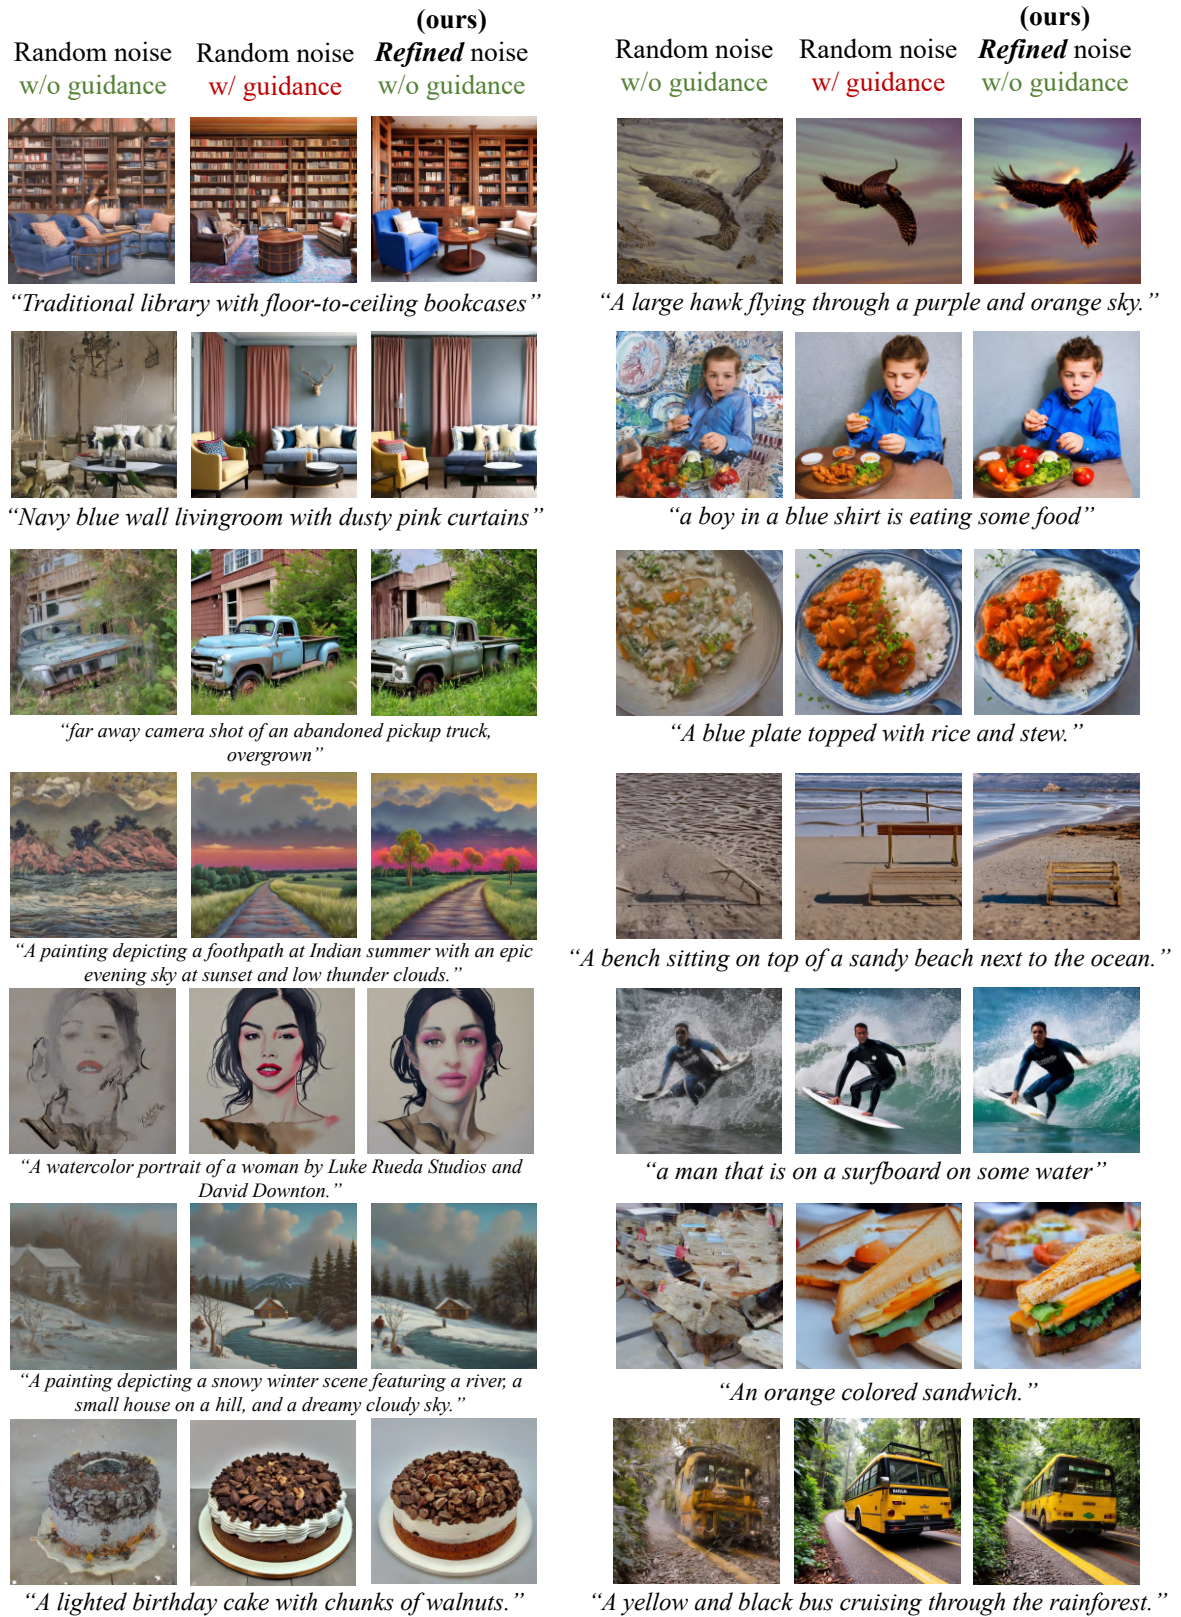 (ours)
Random noise Random noise Refined noise
w/o guidance w/ guidance w/o guidance
“Traditional library with floor-to-ceiling bookcases”
“Navy blue wall livingroom with dusty pink curtains”
“far away camera shot of an abandoned pickup truck,
overgrown”
“A painting depicting a foothpath at Indian summer with an epic
evening sky at sunset and low thunder clouds.”
“A watercolor portrait of a woman by Luke Rueda Studios and
David Downton.”
“A painting depicting a snowy winter scene featuring a river, a
small house on a hill, and a dreamy cloudy sky.”
“A lighted birthday cake with chunks of walnuts.”
(ours)
Random noise Random noise Refined noise
w/o guidance w/ guidance w/o guidance
“A large hawk flying through a purple and orange sky.”
“a boy in a blue shirt is eating some food”
“A blue plate topped with rice and stew.”
“A bench sitting on top of a sandy beach next to the ocean.”
“a man that is on a surfboard on some water”
“An orange colored sandwich.”
“A yellow and black bus cruising through the rainforest.”